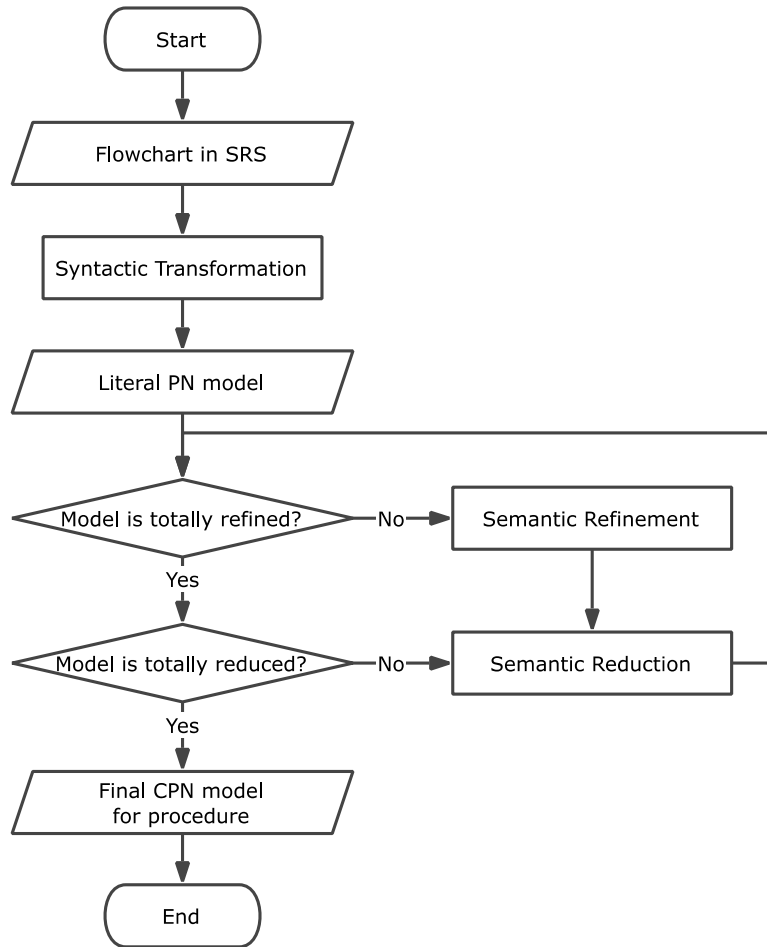 Start
Flowchart in SRS
Syntactic Transformation
Literal PN model
Model is totally refined?
No
Semantic Refinement
Yes
Model is totally reduced?
No
Semantic Reduction
Yes
Final CPN model
for procedure
End